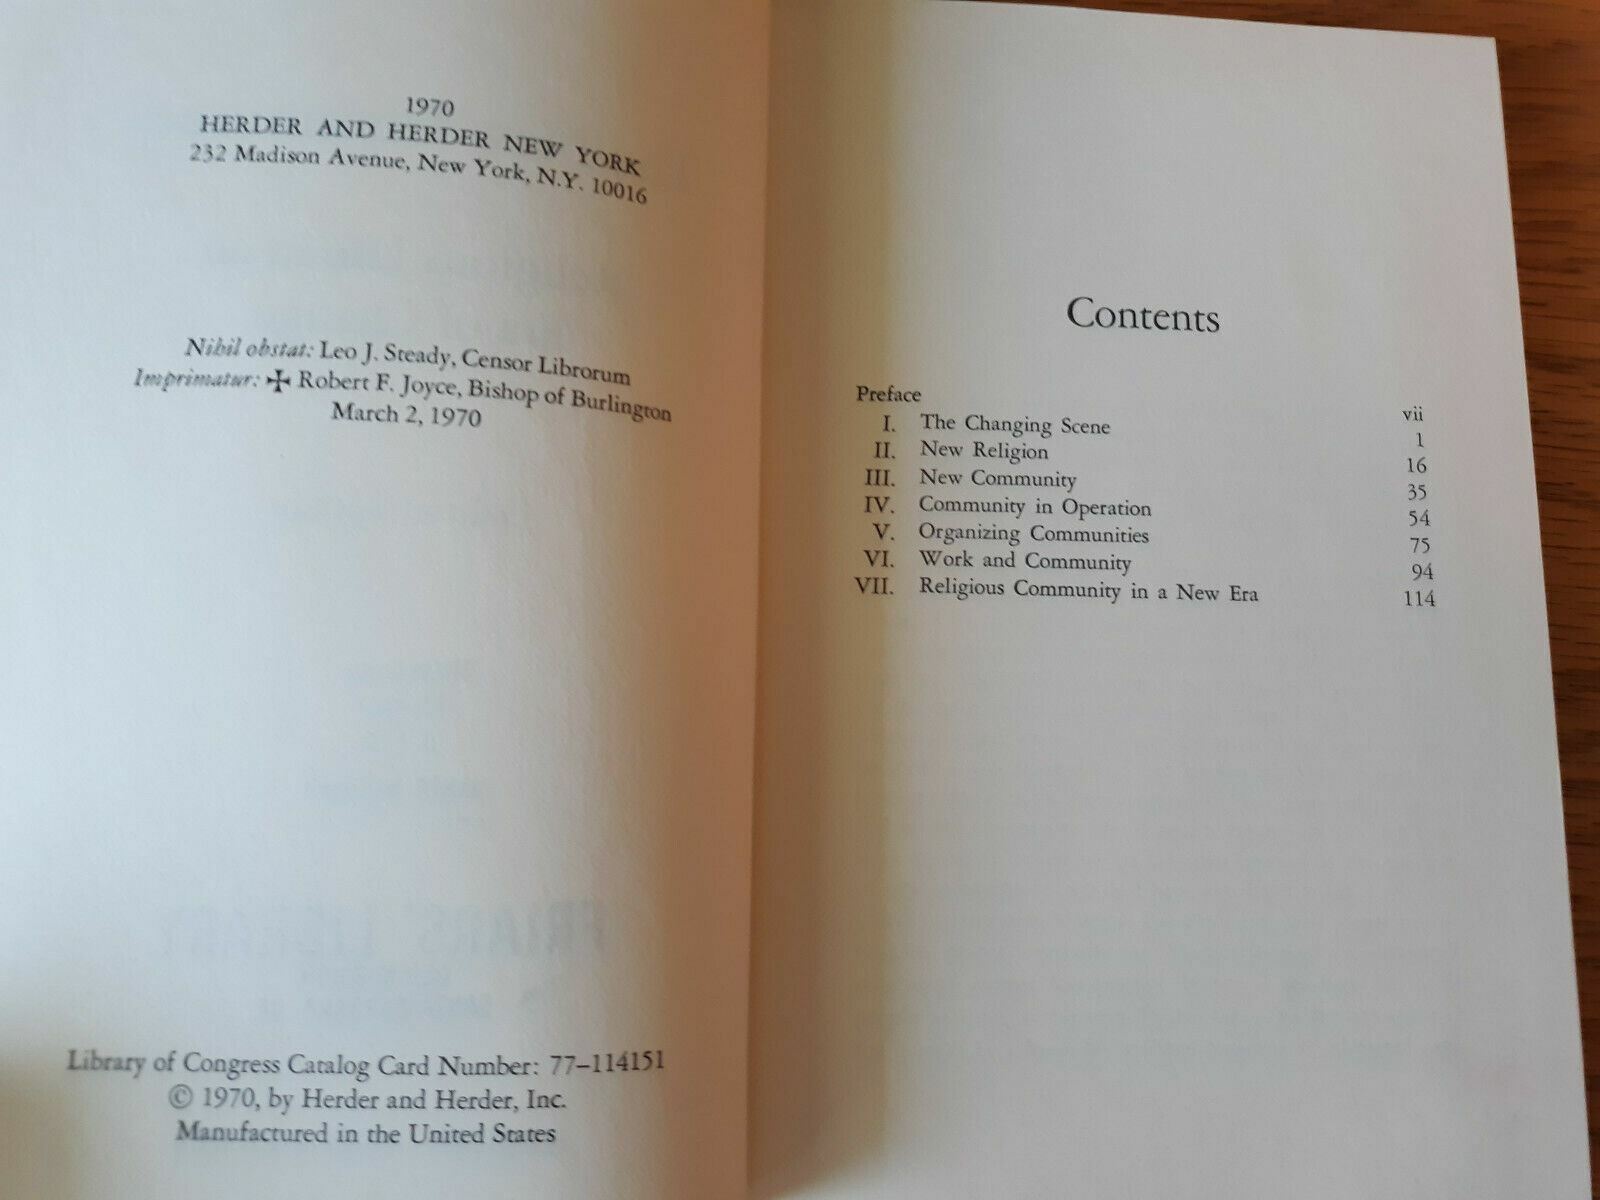 1970
HERDER AND HERDER NEW YORK
232 Madison Avenue, New York, N.Y. 10016
Nihil obstat: Leo J. Steady, Censor Librorum
Imprimatur: ✠ Robert F. Joyce, Bishop of Burlington
March 2, 1970
Library of Congress Catalog Card Number: 77–114151
© 1970, by Herder and Herder, Inc.
Manufactured in the United States
Contents
Preface vii
I. The Changing Scene 1
II. New Religion 16
III. New Community 35
IV. Community in Operation 54
V. Organizing Communities 75
VI. Work and Community 94
VII. Religious Community in a New Era 114